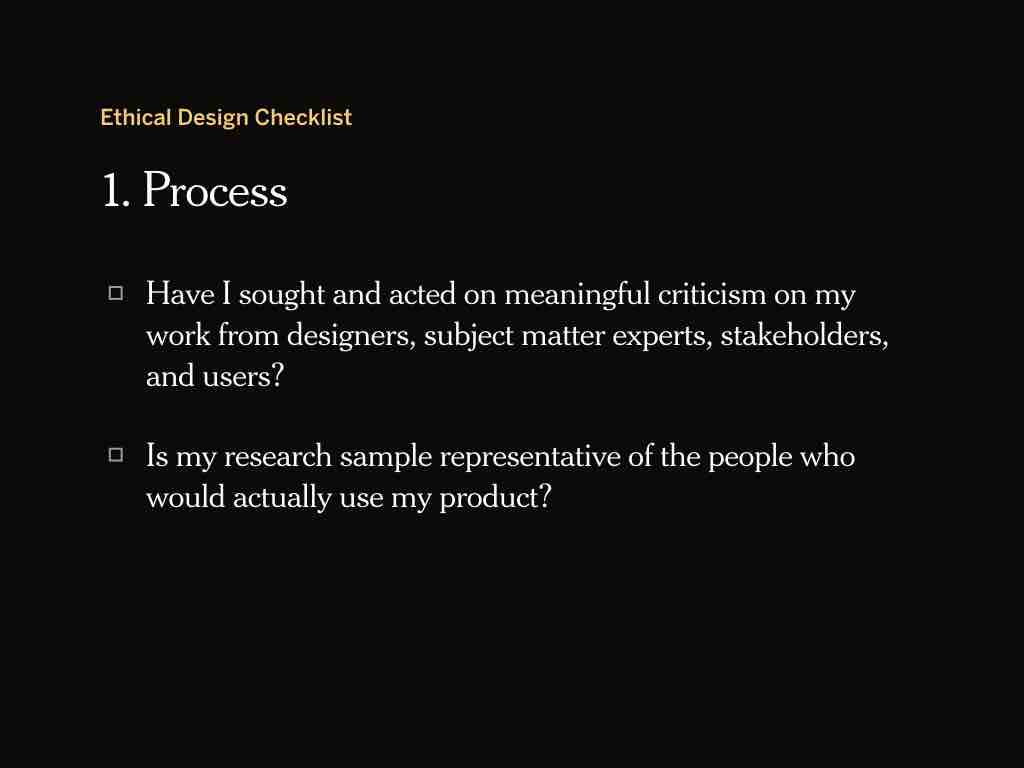 Ethical Design Checklist
1. Process
Have I sought and acted on meaningful criticism on my
work from designers, subject matter experts, stakeholders,
and users?
Is my research sample representative of the people who
would actually use my product?